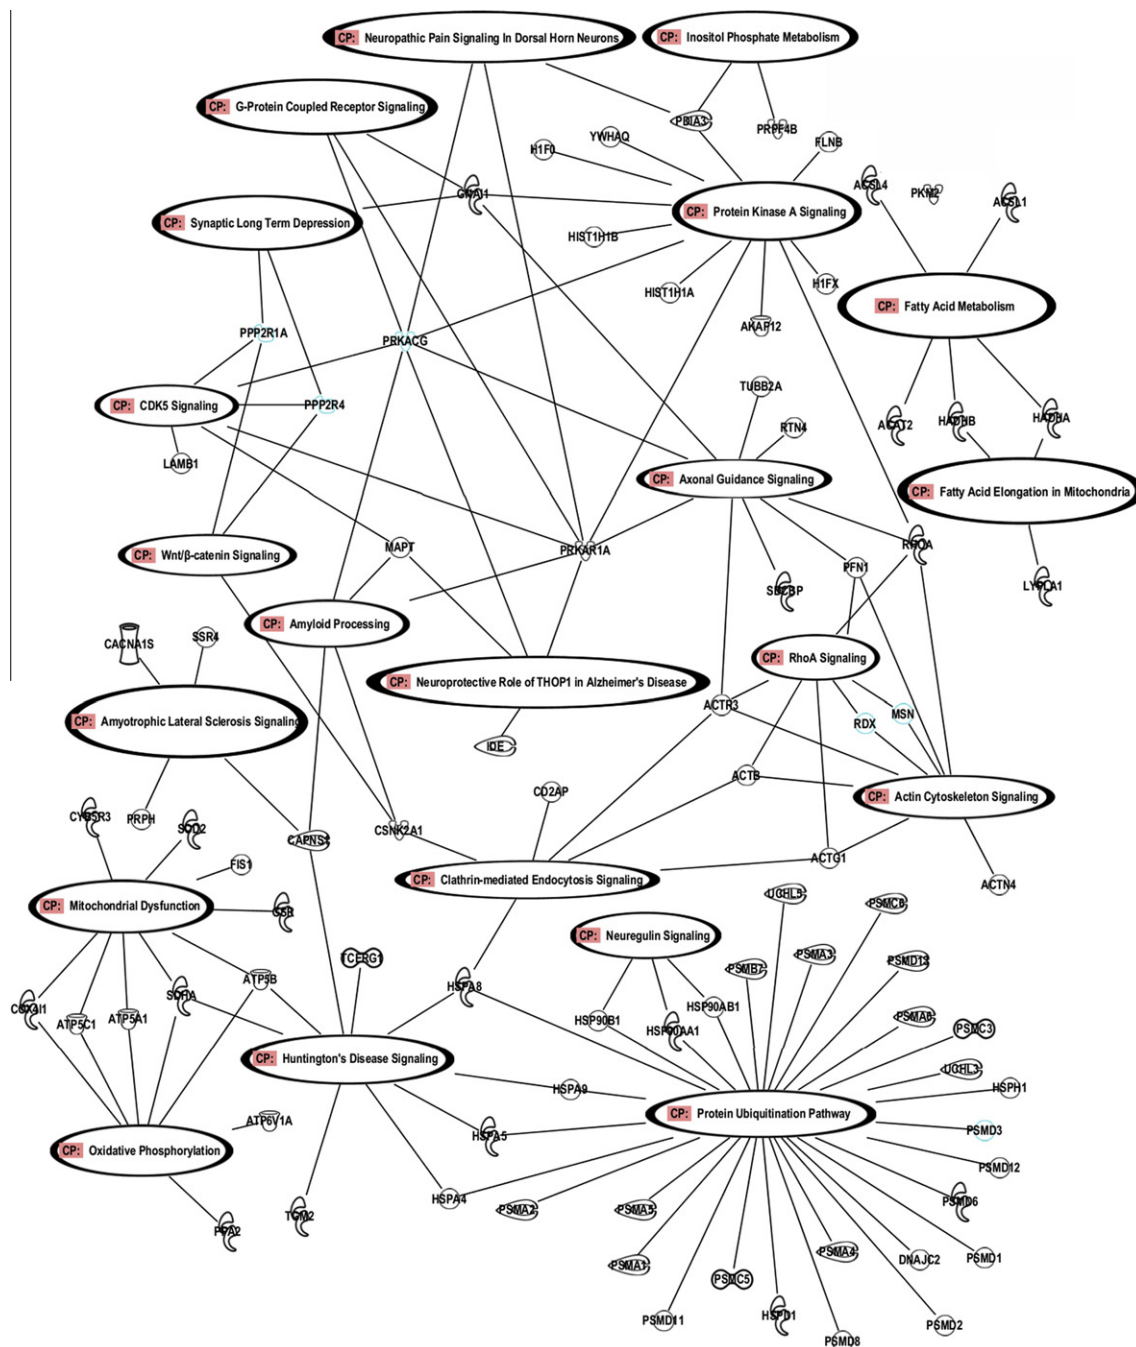 CP: Neuropathic Pain Signaling In Dorsal Horn Neurons
CP: Inositol Phosphate Metabolism
CP: G-Protein Coupled Receptor Signaling
PDIA3
PRPF4B
YWHAQ
FLNB
H1F0
ACSL4
PKM2
ACSL1
GNAI1
CP: Protein Kinase A Signaling
CP: Synaptic Long Term Depression
HIST1H1B
HIST1H1A
H1FX
CP: Fatty Acid Metabolism
AKAP12
PPP2R1A
PRKACG
TUBB2A
CP: CDK5 Signaling
PPP2R4
ACAT2
HADHB
HADHA
RTN4
LAMB1
CP: Axonal Guidance Signaling
CP: Fatty Acid Elongation in Mitochondria
CP: Wnt/β-catenin Signaling
MAPT
PRKAR1A
RHOA
PFN1
SDCBP
LYPLA1
CP: Amyloid Processing
CACNA1S
SSR4
CP: RhoA Signaling
CP: Neuroprotective Role of THOP1 in Alzheimer's Disease
ACTR3
MSN
CP: Amyotrophic Lateral Sclerosis Signaling
RDX
IDE
ACTB
CD2AP
CP: Actin Cytoskeleton Signaling
CYB5R3
PRPH
SOD2
CSNK2A1
CAPNS1
FIS1
ACTG1
CP: Clathrin-mediated Endocytosis Signaling
ACTN4
UCHL5
CP: Mitochondrial Dysfunction
GSR
PSMC6
CP: Neuregulin Signaling
TCERG1
PSMA3
PSMD13
PSMB7
ATP5B
HSPA8
SDHA
COX4I1
HSP90AB1
ATP5A1
ATP5C1
HSP90B1
HSP90AA1
PSMA6
PSMC3
CP: Huntington's Disease Signaling
UCHL3
HSPA9
HSPH1
CP: Protein Ubiquitination Pathway
ATP6V1A
HSPA5
PSMD3
CP: Oxidative Phosphorylation
PSMD12
HSPA4
PSMA2
PSMA5
PSMD6
PPA2
TGM2
PSMA4
DNAJC2
PSMD1
PSMA1
PSMC5
PSMD11
HSPD1
PSMD2
PSMD8